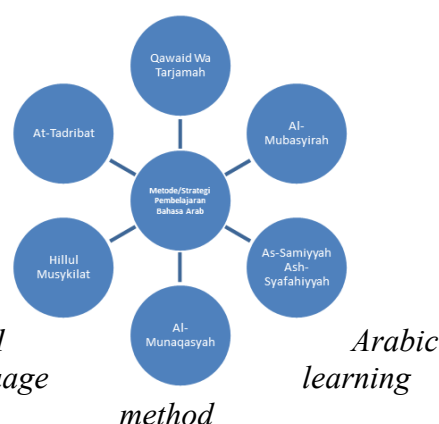 Qawaid Wa
Tarjamah
At-Tadribat
Al-
Mubasyirah
Metode/Strategi
Pembelajaran
Bahasa Arab
Hillul
Musykilat
As-Samiyyah
Ash-
Syafahiyyah
Al-
Munaqasyah
Arabic
learning
method